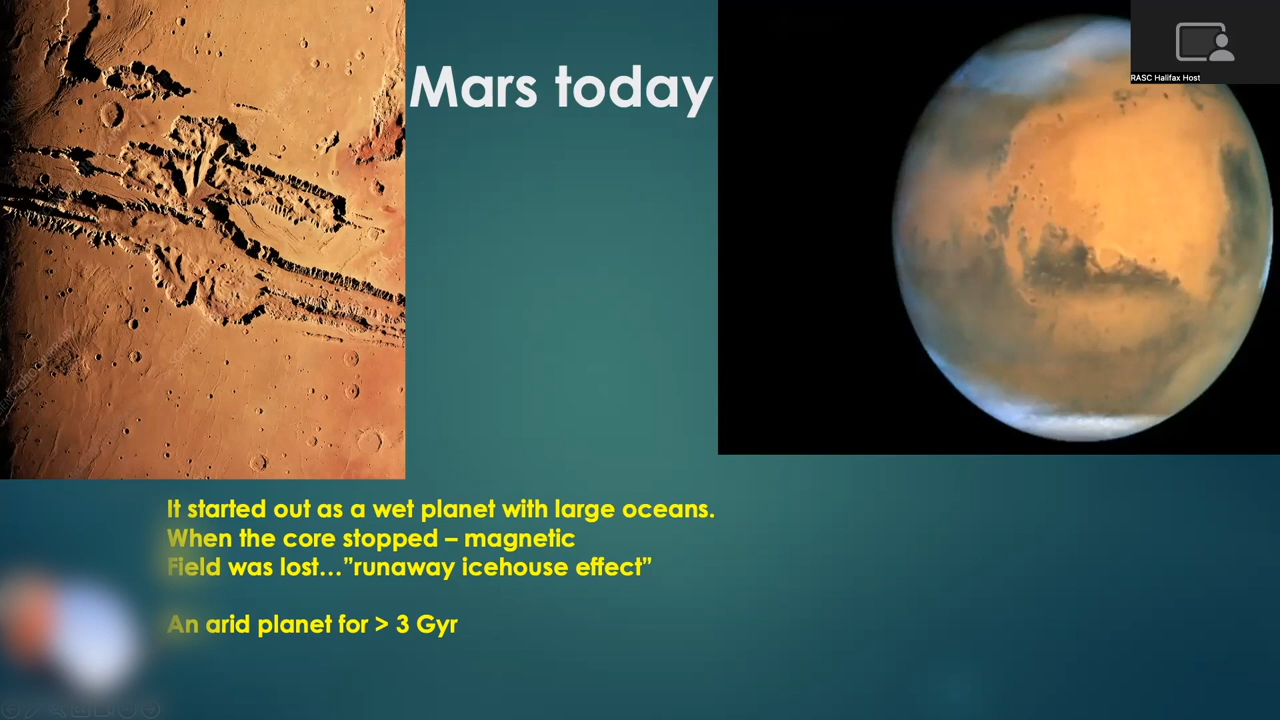 RASC Halifax Host
Mars today
It started out as a wet planet with large oceans.
When the core stopped – magnetic
Field was lost…”runaway icehouse effect”
An arid planet for > 3 Gyr